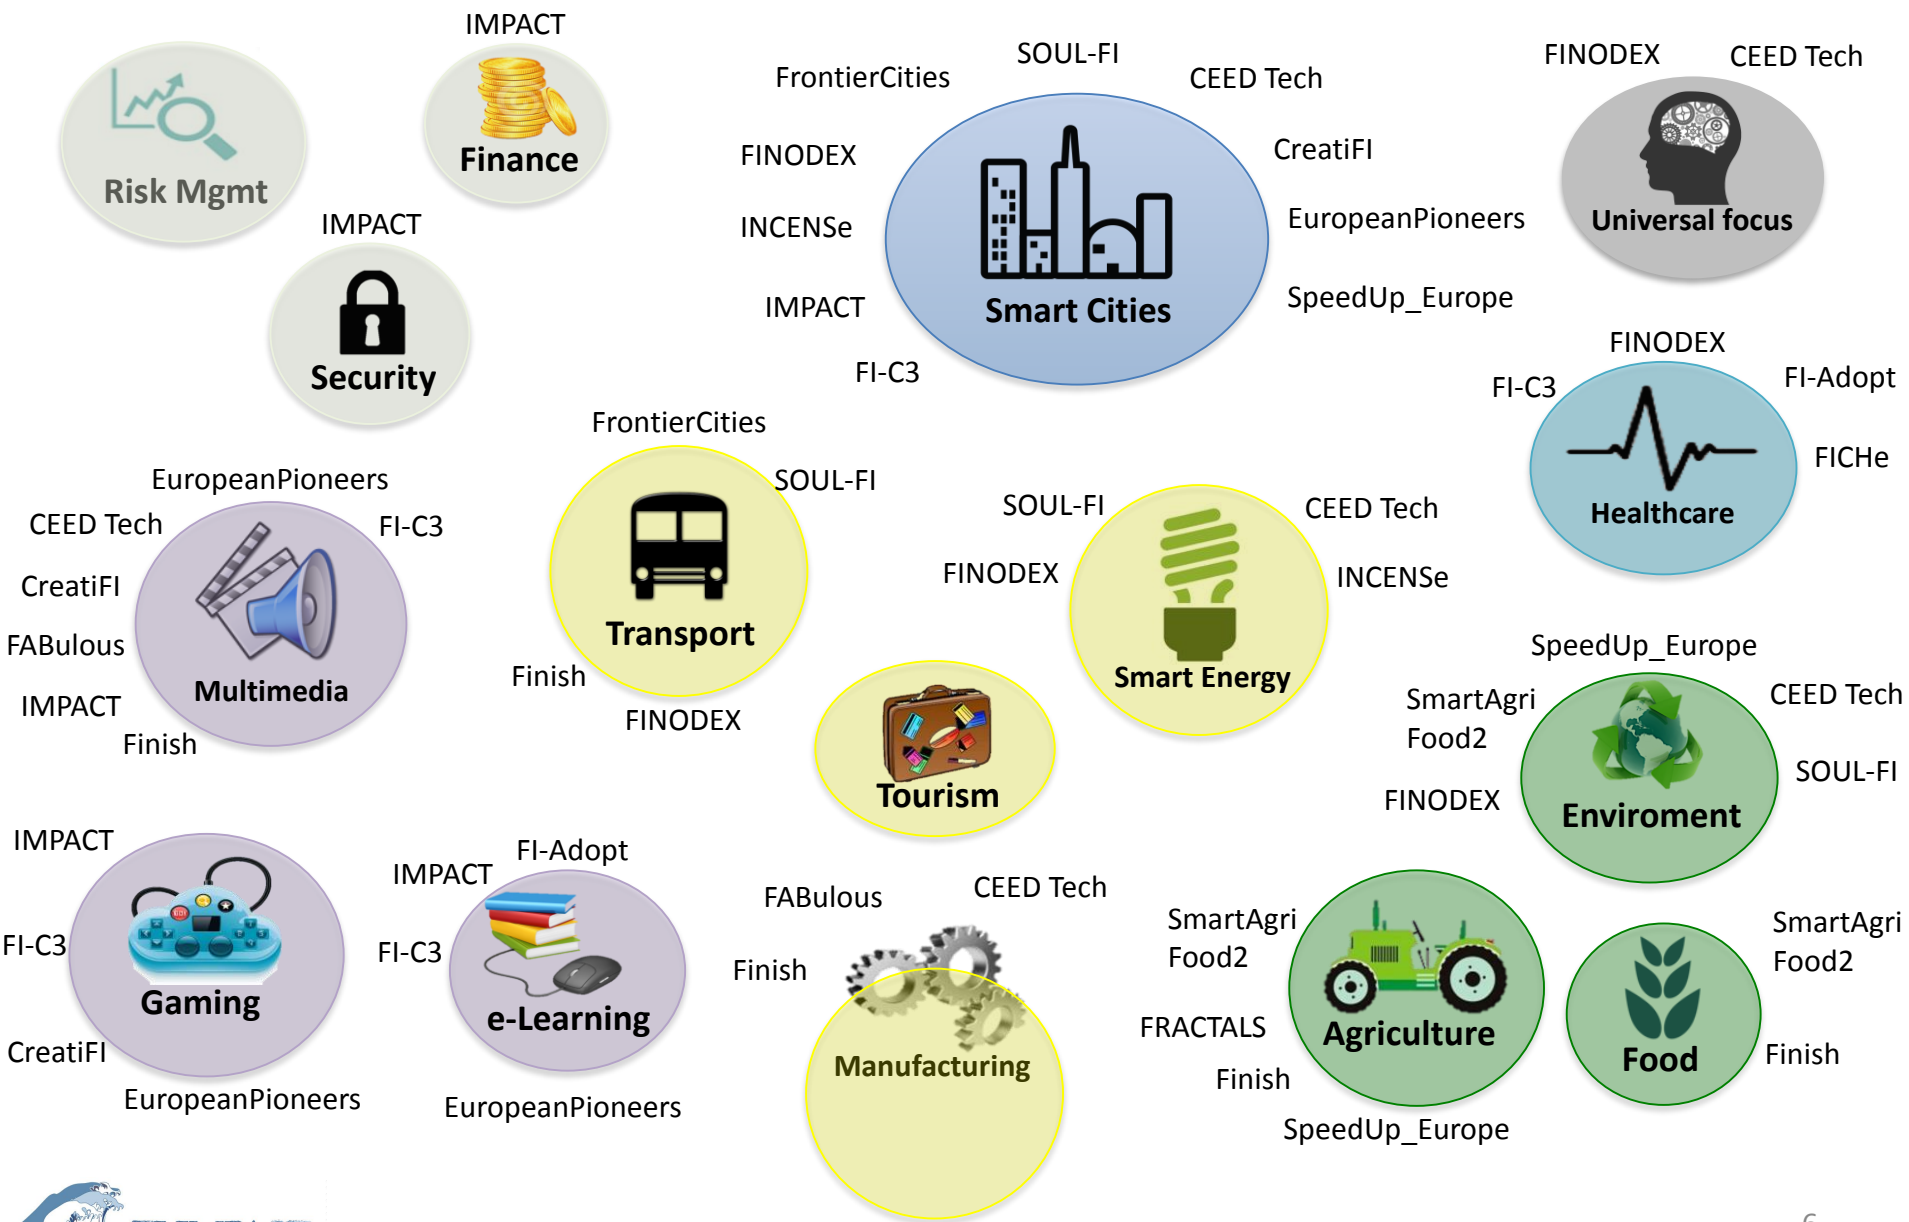 IMPACT
Finance
Risk Mgmt
IMPACT
Security
SOUL-FI
FrontierCities
CEED Tech
FINODEX
CreatiFI
INCENSe
EuropeanPioneers
IMPACT
SpeedUp_Europe
FI-C3
Smart Cities
FINODEX
CEED Tech
Universal focus
FINODEX
FI-C3
FI-Adopt
FICHe
Healthcare
EuropeanPioneers
CEED Tech
FI-C3
CreatiFI
FABulous
IMPACT
Finish
Multimedia
FrontierCities
SOUL-FI
Transport
Finish
FINODEX
SOUL-FI
CEED Tech
FINODEX
INCENSe
Smart Energy
Tourism
SpeedUp_Europe
SmartAgri
Food2
CEED Tech
FINODEX
SOUL-FI
Enviroment
IMPACT
FI-C3
Gaming
CreatiFI
EuropeanPioneers
FI-Adopt
IMPACT
FI-C3
e-Learning
EuropeanPioneers
FABulous
CEED Tech
Finish
Manufacturing
SmartAgri
Food2
FRACTALS
Agriculture
Finish
SpeedUp_Europe
SmartAgri
Food2
Food
Finish